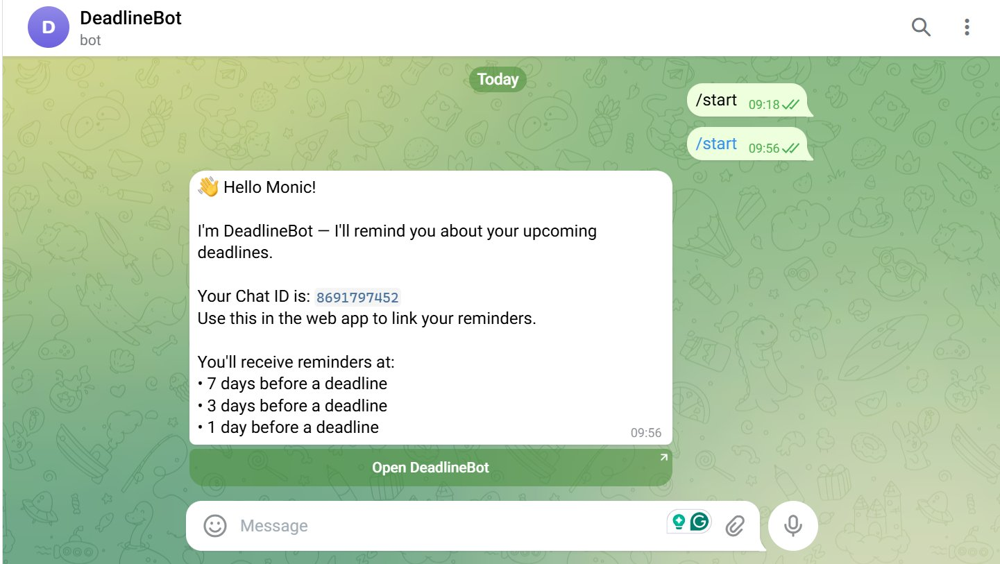 D
DeadlineBot
bot
Today
/start 09:18
/start 09:56
👋 Hello Monic!
I'm DeadlineBot — I'll remind you about your upcoming
deadlines.
Your Chat ID is: 8691797452
Use this in the web app to link your reminders.
You'll receive reminders at:
• 7 days before a deadline
• 3 days before a deadline
• 1 day before a deadline
09:56
Open DeadlineBot
Message